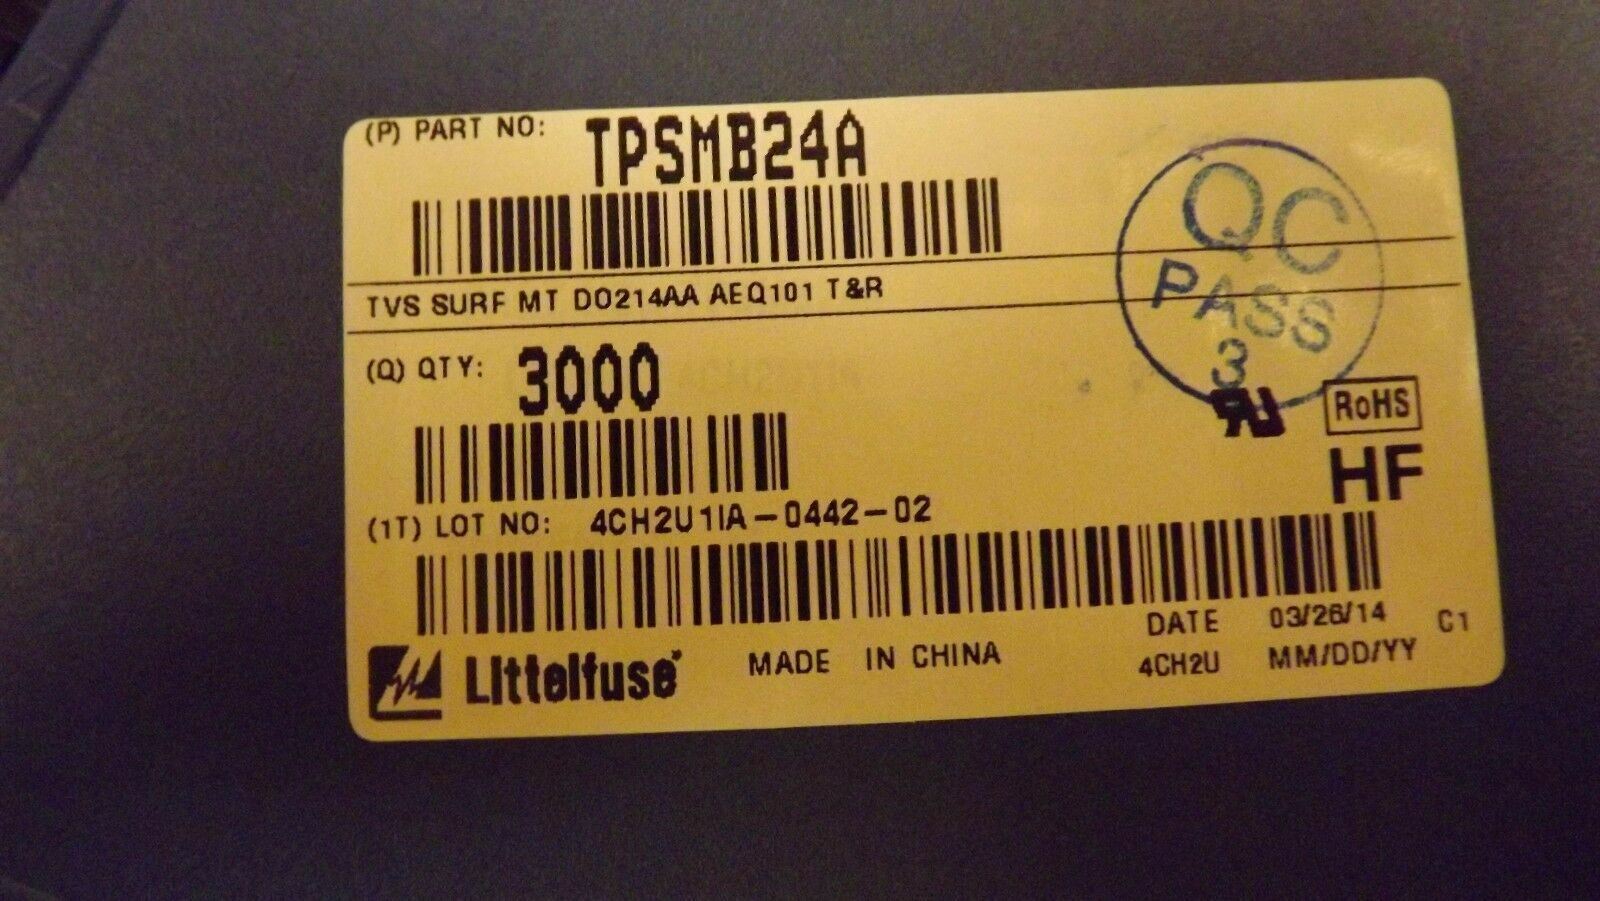 (P) PART NO: TPSMB24A
TVS SURF MT DO214AA AEQ101 T&R
(Q) QTY: 3000
(1T) LOT NO: 4CH2U1IA-0442-02
QC
PASS
3
RoHS
HF
DATE 03/26/14 C1
4CH2U MM/DD/YY
Littelfuse
MADE IN CHINA